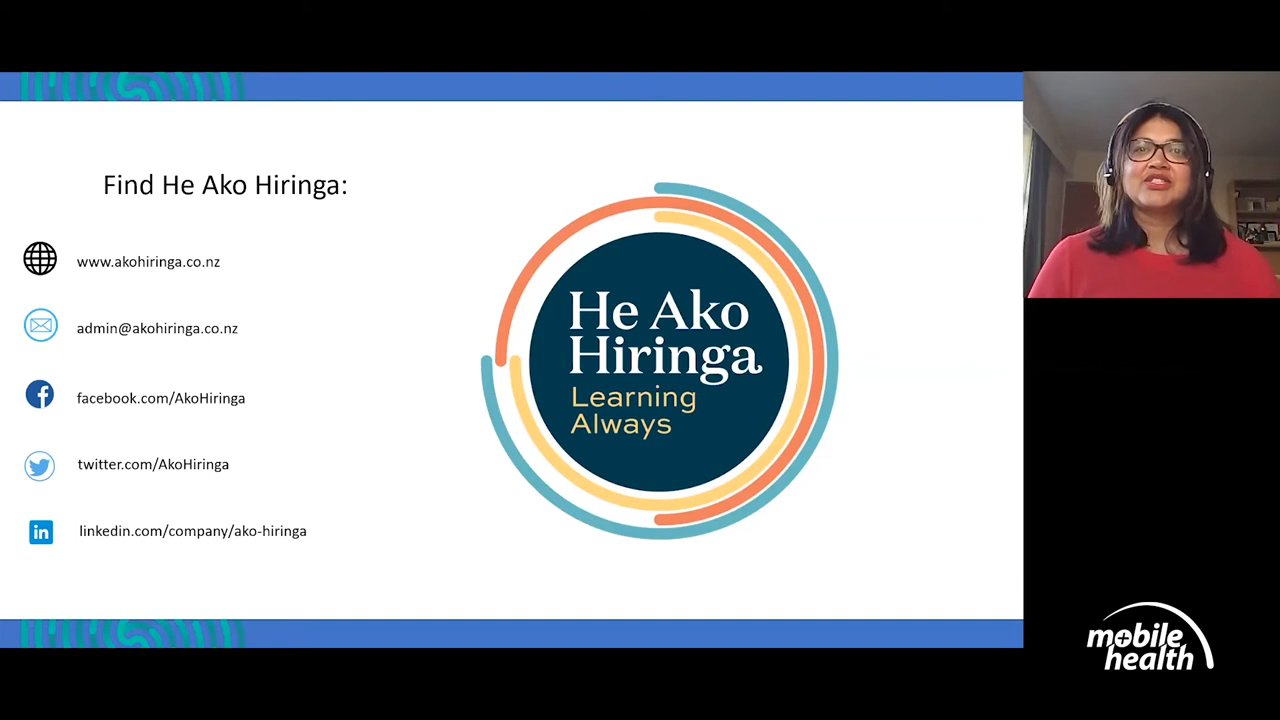 Find He Ako Hiringa:
www.akohiringa.co.nz
admin@akohiringa.co.nz
facebook.com/AkoHiringa
twitter.com/AkoHiringa
in
linkedin.com/company/ako-hiringa
He Ako
Hiringa
Learning
Always
mobile
health